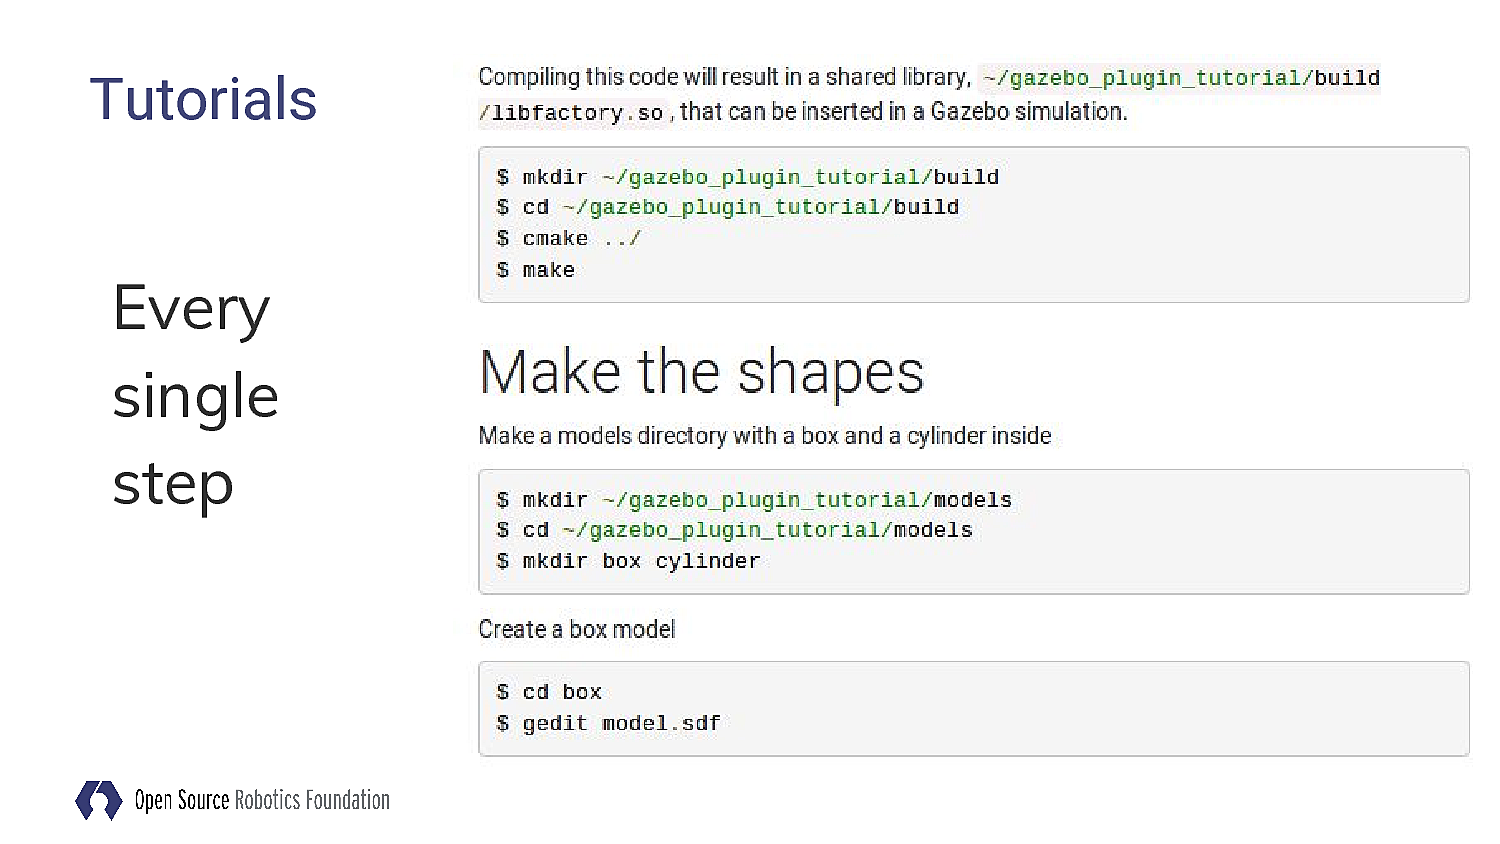 Tutorials
Every
single
step
Compiling this code will result in a shared library, ~/gazebo_plugin_tutorial/build
/libfactory.so , that can be inserted in a Gazebo simulation.
$ mkdir ~/gazebo_plugin_tutorial/build
$ cd ~/gazebo_plugin_tutorial/build
$ cmake ../
$ make
Make the shapes
Make a models directory with a box and a cylinder inside
$ mkdir ~/gazebo_plugin_tutorial/models
$ cd ~/gazebo_plugin_tutorial/models
$ mkdir box cylinder
Create a box model
$ cd box
$ gedit model.sdf
Open Source Robotics Foundation